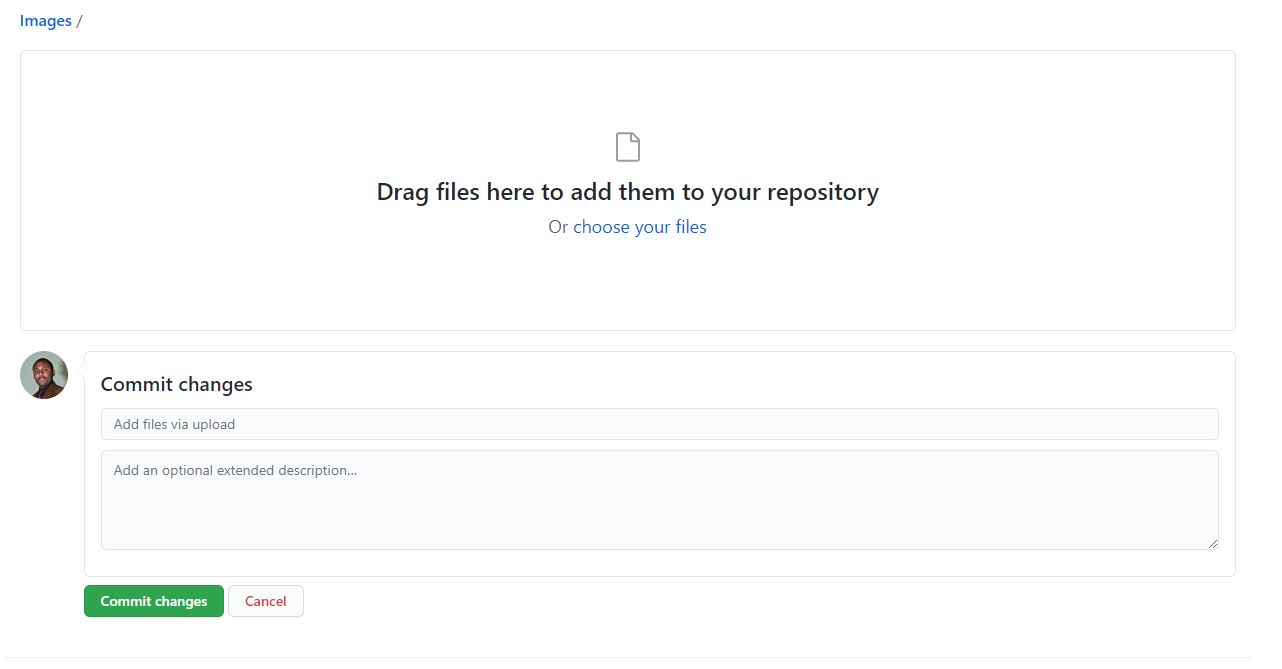 Images /
Drag files here to add them to your repository
Or choose your files
Commit changes
Add files via upload
Add an optional extended description...
Commit changes
Cancel